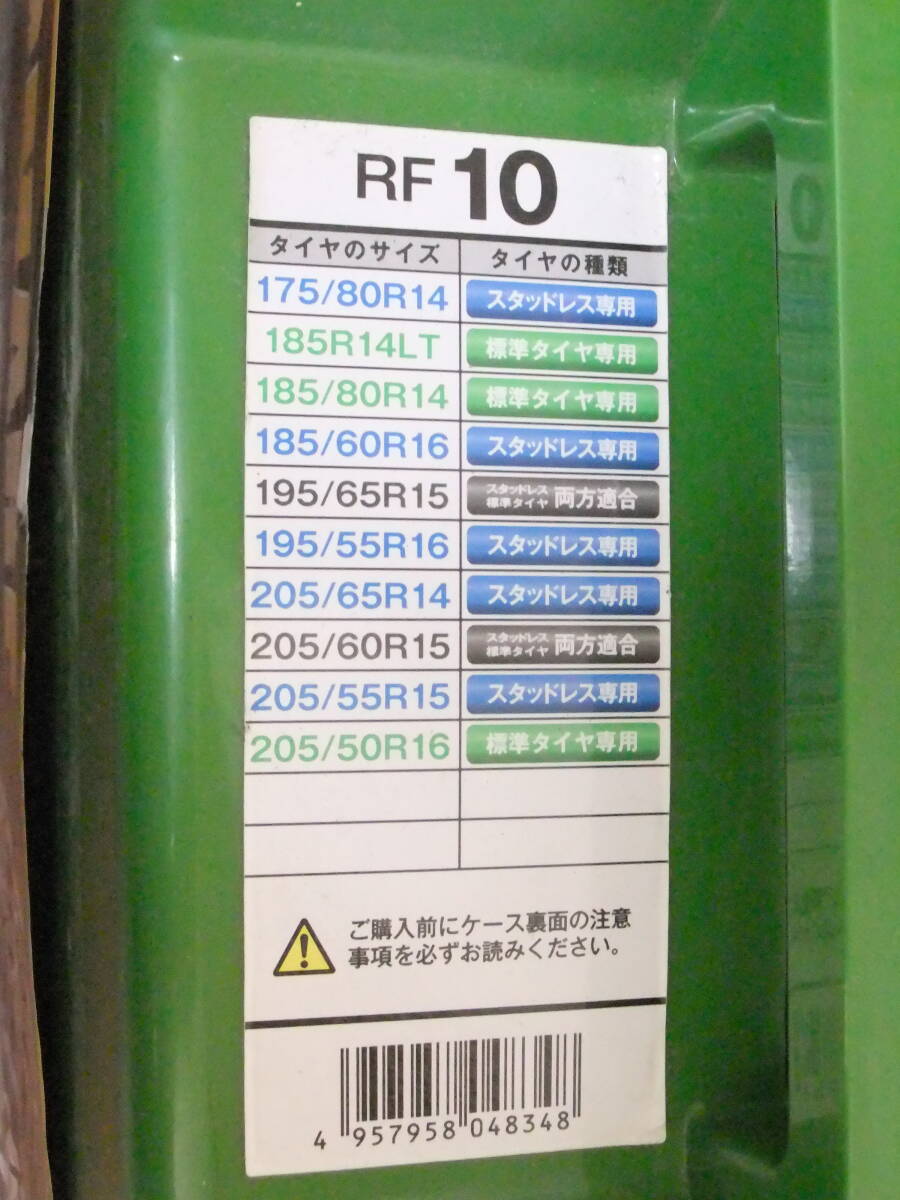 RF 10
タイヤのサイズ タイヤの種類
175/80R14 スタッドレス専用
185R14LT 標準タイヤ専用
185/80R14 標準タイヤ専用
185/60R16 スタッドレス専用
195/65R15 スタッドレス 標準タイヤ 両方適合
195/55R16 スタッドレス専用
205/65R14 スタッドレス専用
205/60R15 スタッドレス 標準タイヤ 両方適合
205/55R15 スタッドレス専用
205/50R16 標準タイヤ専用
ご購入前にケース裏面の注意
事項を必ずお読みください。
4 957958 048348